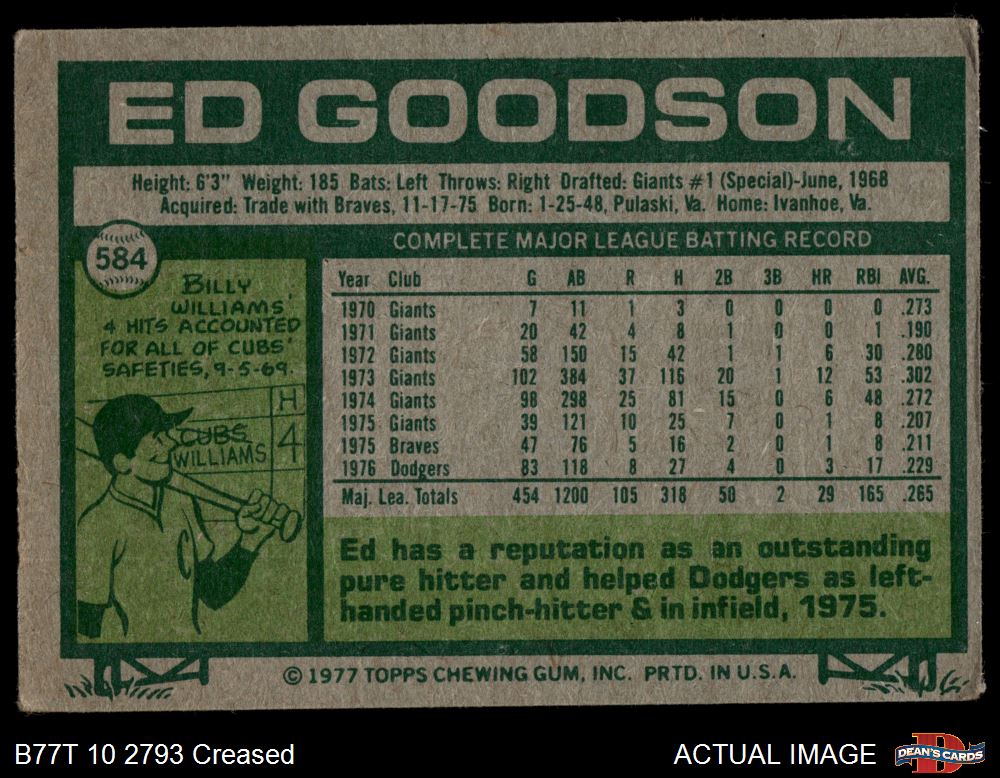 ED GOODSON
Height: 6'3" Weight: 185 Bats: Left Throws: Right Drafted: Giants #1 (Special)-June, 1968
Acquired: Trade with Braves, 11-17-75 Born: 1-25-48, Pulaski, Va. Home: Ivanhoe, Va.
584
BILLY
WILLIAMS'
4 HITS ACCOUNTED
FOR ALL OF CUBS'
SAFETIES, 9-5-69.
H
CUBS
WILLIAMS 4
C
COMPLETE MAJOR LEAGUE BATTING RECORD
Year Club G AB R H 2B 3B HR RBI AVG.
1970 Giants 7 11 1 3 0 0 0 0 .273
1971 Giants 20 42 4 8 1 0 0 1 .190
1972 Giants 58 150 15 42 1 1 6 30 .280
1973 Giants 102 384 37 116 20 1 12 53 .302
1974 Giants 98 298 25 81 15 0 6 48 .272
1975 Giants 39 121 10 25 7 0 1 8 .207
1975 Braves 47 76 5 16 2 0 1 8 .211
1976 Dodgers 83 118 8 27 4 0 3 17 .229
Maj. Lea. Totals 454 1200 105 318 50 2 29 165 .265
Ed has a reputation as an outstanding
pure hitter and helped Dodgers as left-
handed pinch-hitter & in infield, 1975.
© 1977 TOPPS CHEWING GUM, INC. PRTD. IN U.S.A.
B77T 10 2793 Creased
ACTUAL IMAGE
DEAN'S CARDS